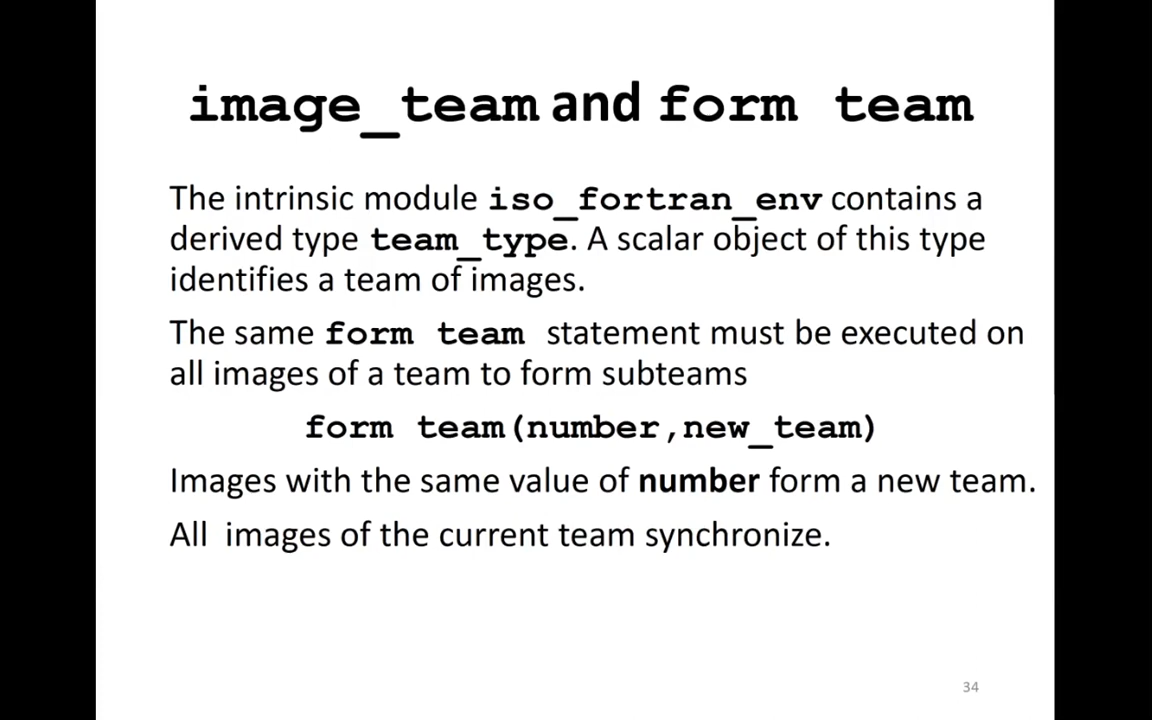 image_team and form team
The intrinsic module iso_fortran_env contains a
derived type team_type. A scalar object of this type
identifies a team of images.
The same form team statement must be executed on
all images of a team to form subteams
form team(number,new_team)
Images with the same value of number form a new team.
All images of the current team synchronize.
34